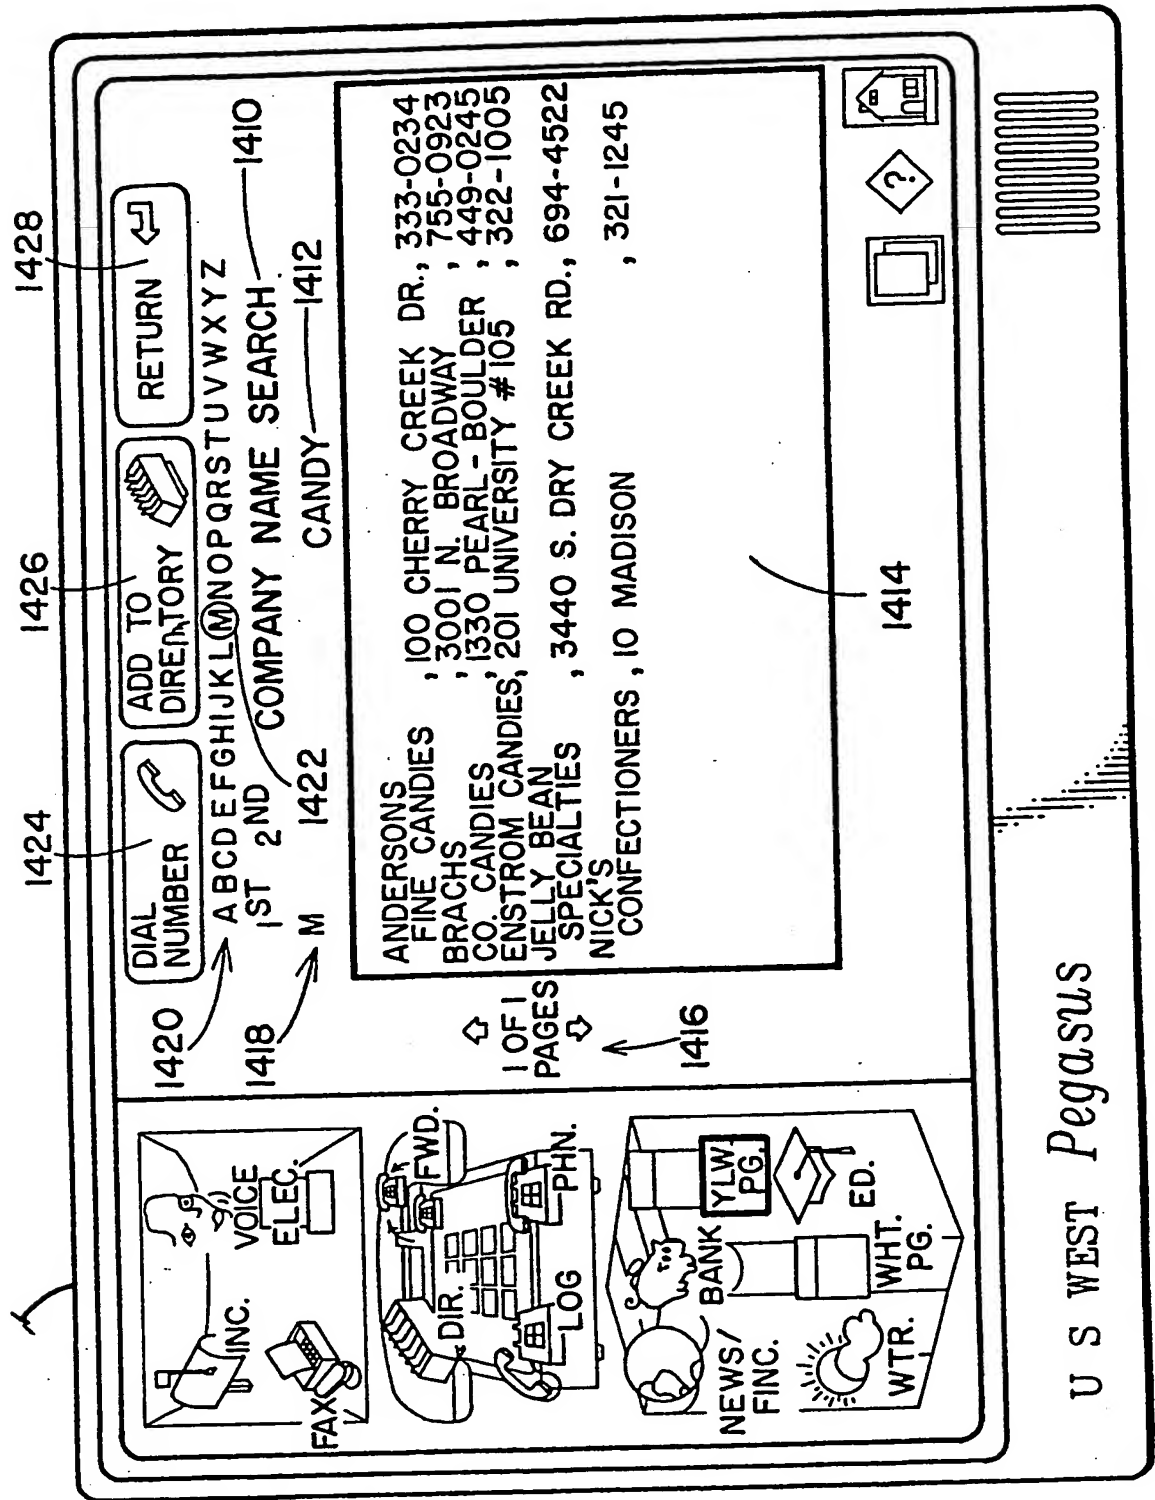 1424
1426
1428
DIAL
NUMBER
ADD TO
DIRECTORY
RETURN
1420
A B C D E F G H I J K L M N O P Q R S T U V W X Y Z
1ST 2ND COMPANY NAME SEARCH 1410
1418 M 1422 CANDY 1412
ANDERSONS
FINE CANDIES , 100 CHERRY CREEK DR., 333-0234
BRACHS , 3001 N. BROADWAY , 755-0923
CO. CANDIES , 1330 PEARL-BOULDER , 449-0245
ENSTROM CANDIES, 201 UNIVERSITY #105 , 322-1005
JELLY BEAN
SPECIALTIES , 3440 S. DRY CREEK RD., 694-4522
NICK'S
CONFECTIONERS , 10 MADISON , 321-1245
1 OF 1
PAGES
1416
1414
?
INC.
VOICE
ELEC.
FAX
DIR.
FWD.
LOG
PHN.
NEWS/
FINC.
BANK
YLW.
PG.
WTR.
WHT.
PG.
ED.
U S WEST Pegasus